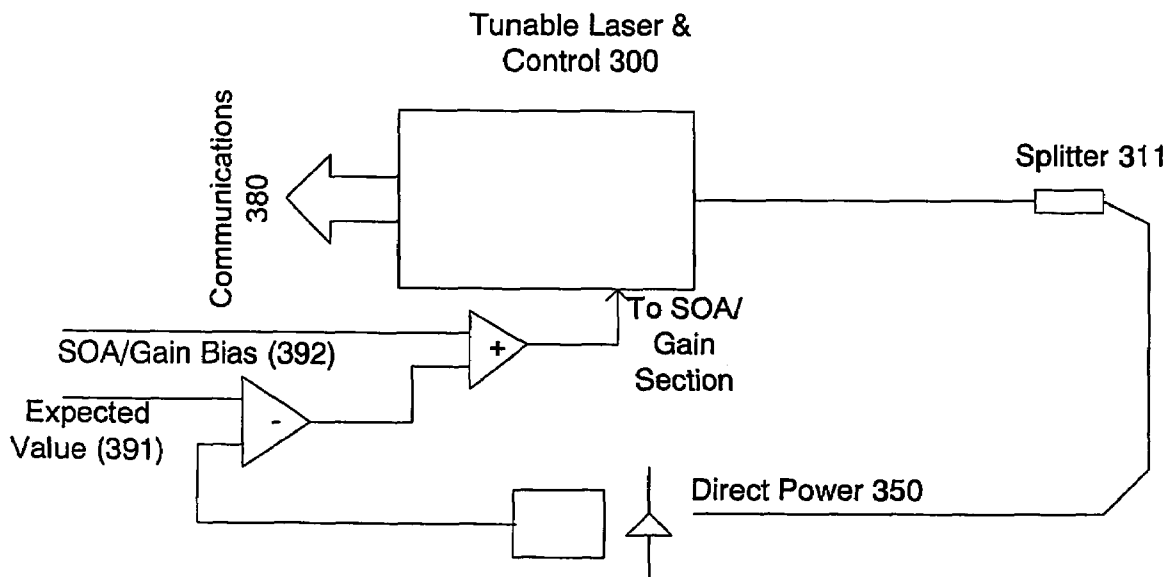 Tunable Laser &
Control 300
Communications
380
Splitter 311
To SOA/
Gain
Section
SOA/Gain Bias (392)
+
Expected
Value (391)
-
Direct Power 350